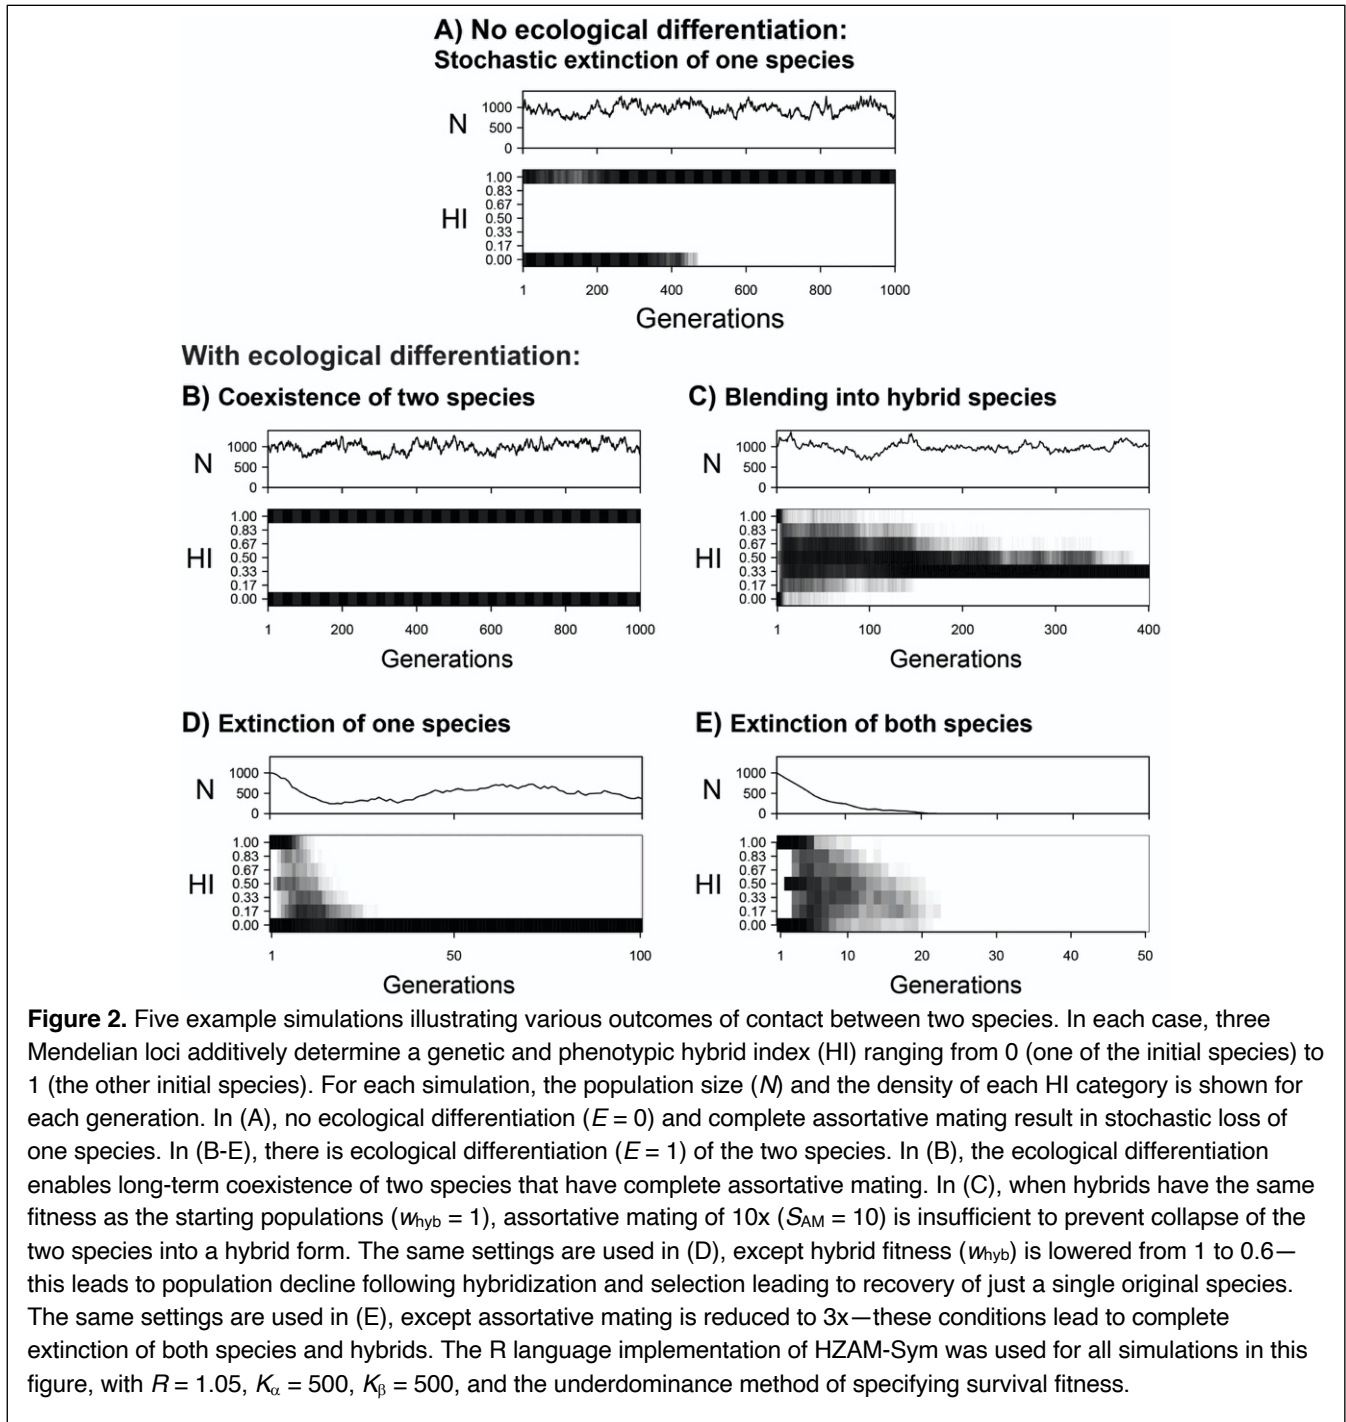 A) No ecological differentiation:
Stochastic extinction of one species
N
1000
500
0
HI
1.00
0.83
0.67
0.50
0.33
0.17
0.00
1 200 400 600 800 1000
Generations
With ecological differentiation:
B) Coexistence of two species
N
1000
500
0
HI
1.00
0.83
0.67
0.50
0.33
0.17
0.00
1 200 400 600 800 1000
Generations
C) Blending into hybrid species
N
1000
500
0
HI
1.00
0.83
0.67
0.50
0.33
0.17
0.00
1 100 200 300 400
Generations
D) Extinction of one species
N
1000
500
0
HI
1.00
0.83
0.67
0.50
0.33
0.17
0.00
1 50 100
Generations
E) Extinction of both species
N
1000
500
0
HI
1.00
0.83
0.67
0.50
0.33
0.17
0.00
1 10 20 30 40 50
Generations
Figure 2. Five example simulations illustrating various outcomes of contact between two species. In each case, three
Mendelian loci additively determine a genetic and phenotypic hybrid index (HI) ranging from 0 (one of the initial species) to
1 (the other initial species). For each simulation, the population size (N) and the density of each HI category is shown for
each generation. In (A), no ecological differentiation (E = 0) and complete assortative mating result in stochastic loss of
one species. In (B-E), there is ecological differentiation (E = 1) of the two species. In (B), the ecological differentiation
enables long-term coexistence of two species that have complete assortative mating. In (C), when hybrids have the same
fitness as the starting populations (whyb = 1), assortative mating of 10x (SAM = 10) is insufficient to prevent collapse of the
two species into a hybrid form. The same settings are used in (D), except hybrid fitness (whyb) is lowered from 1 to 0.6—
this leads to population decline following hybridization and selection leading to recovery of just a single original species.
The same settings are used in (E), except assortative mating is reduced to 3x—these conditions lead to complete
extinction of both species and hybrids. The R language implementation of HZAM-Sym was used for all simulations in this
figure, with R = 1.05, Kα = 500, Kβ = 500, and the underdominance method of specifying survival fitness.